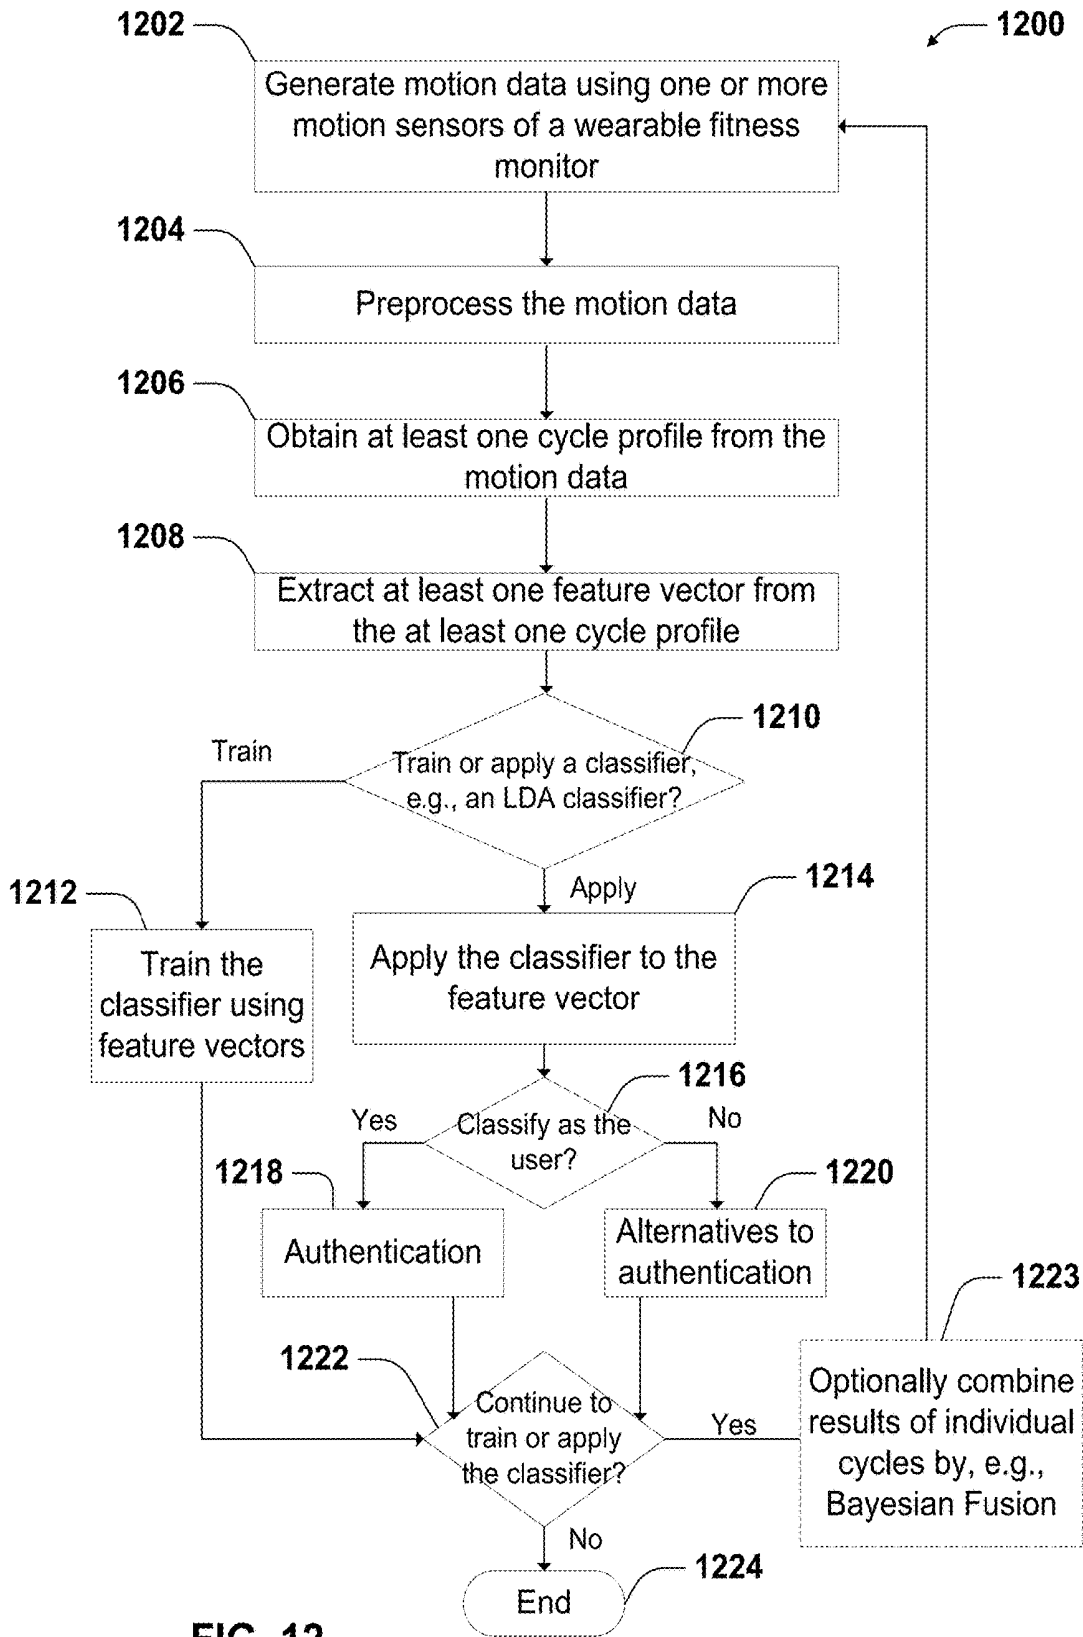 1202
1200
Generate motion data using one or more
motion sensors of a wearable fitness
monitor
1204
Preprocess the motion data
1206
Obtain at least one cycle profile from the
motion data
1208
Extract at least one feature vector from
the at least one cycle profile
1210
Train
Train or apply a classifier,
e.g., an LDA classifier?
1212
Apply
1214
Train the
classifier using
feature vectors
Apply the classifier to the
feature vector
1216
Yes
Classify as the
user?
No
1218
1220
Authentication
Alternatives to
authentication
1223
1222
Continue to
train or apply
the classifier?
Yes
Optionally combine
results of individual
cycles by, e.g.,
Bayesian Fusion
No
1224
End
FIG. 12